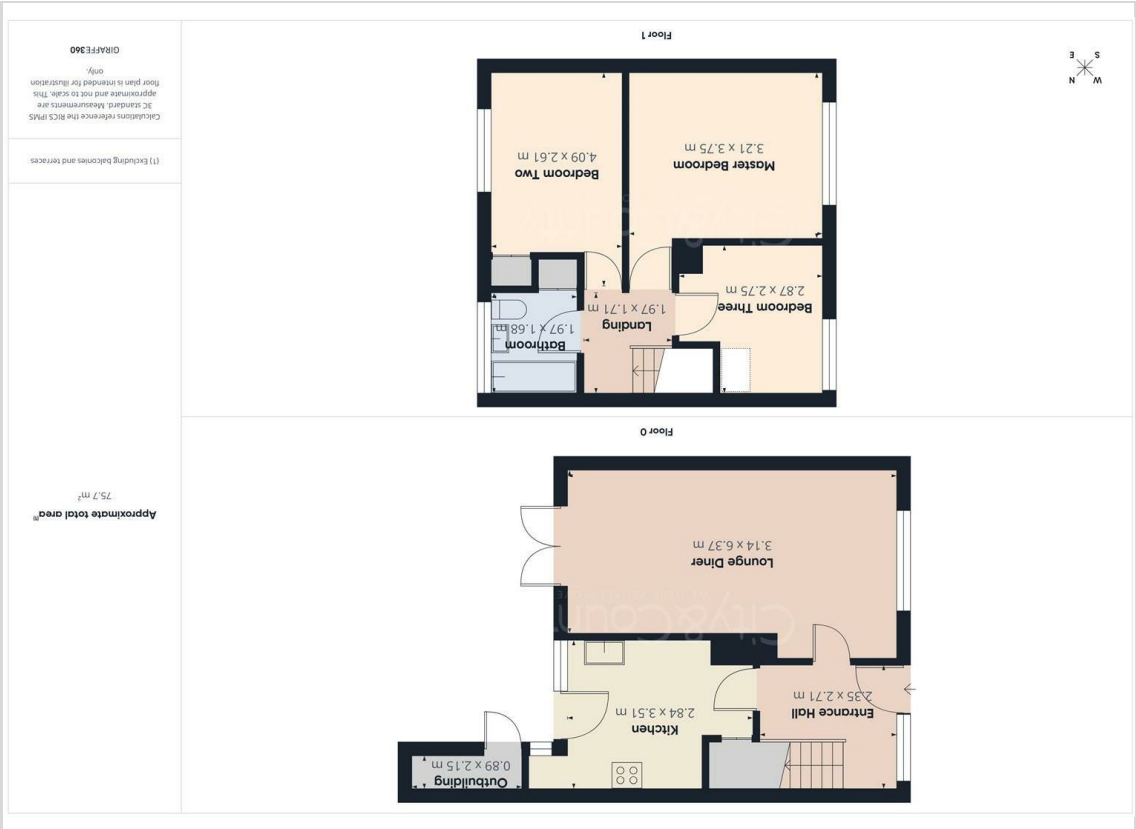 Outbuilding
0.89 x 2.15 m
Entrance Hall
2.35 x 2.71 m
Kitchen
2.84 x 3.51 m
Lounge Diner
3.14 x 6.37 m
Floor 0
Bedroom Three
2.87 x 2.75 m
Landing
1.97 x 1.71 m
Bathroom
1.97 x 1.68 m
Master Bedroom
3.21 x 3.75 m
Bedroom Two
4.09 x 2.61 m
W N
S E
Floor 1
Approximate total area⁽¹⁾
75.7 m²
(1) Excluding balconies and terraces
Calculations reference the RICS IPMS
3C standard. Measurements are
approximate and not to scale. This
floor plan is intended for illustration
only.
GIRAFFE360